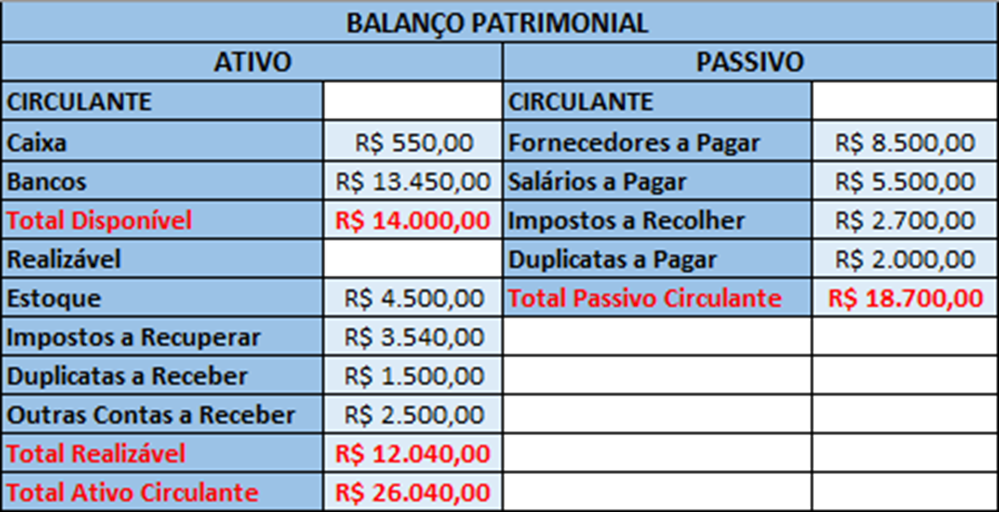 BALANÇO PATRIMONIAL
ATIVO PASSIVO
CIRCULANTE CIRCULANTE
Caixa R$ 550,00 Fornecedores a Pagar R$ 8.500,00
Bancos R$ 13.450,00 Salários a Pagar R$ 5.500,00
Total Disponível R$ 14.000,00 Impostos a Recolher R$ 2.700,00
Realizável Duplicatas a Pagar R$ 2.000,00
Estoque R$ 4.500,00 Total Passivo Circulante R$ 18.700,00
Impostos a Recuperar R$ 3.540,00
Duplicatas a Receber R$ 1.500,00
Outras Contas a Receber R$ 2.500,00
Total Realizável R$ 12.040,00
Total Ativo Circulante R$ 26.040,00